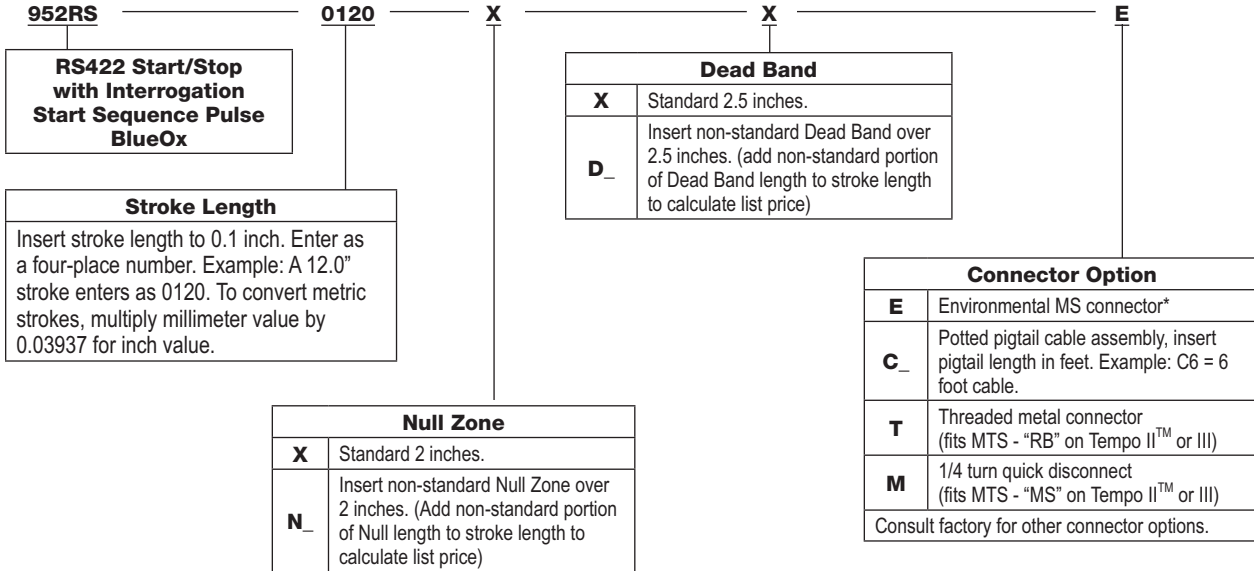 952RS 0120 X X E
RS422 Start/Stop
with Interrogation
Start Sequence Pulse
BlueOx
Stroke Length
Insert stroke length to 0.1 inch. Enter as
a four-place number. Example: A 12.0”
stroke enters as 0120. To convert metric
strokes, multiply millimeter value by
0.03937 for inch value.
Null Zone
X Standard 2 inches.
N_ Insert non-standard Null Zone over
2 inches. (Add non-standard portion
of Null length to stroke length to
calculate list price)
Dead Band
X Standard 2.5 inches.
D_ Insert non-standard Dead Band over
2.5 inches. (add non-standard portion
of Dead Band length to stroke length
to calculate list price)
Connector Option
E Environmental MS connector*
C_ Potted pigtail cable assembly, insert
pigtail length in feet. Example: C6 = 6
foot cable.
T Threaded metal connector
(fits MTS - “RB” on Tempo II™ or III)
M 1/4 turn quick disconnect
(fits MTS - “MS” on Tempo II™ or III)
Consult factory for other connector options.